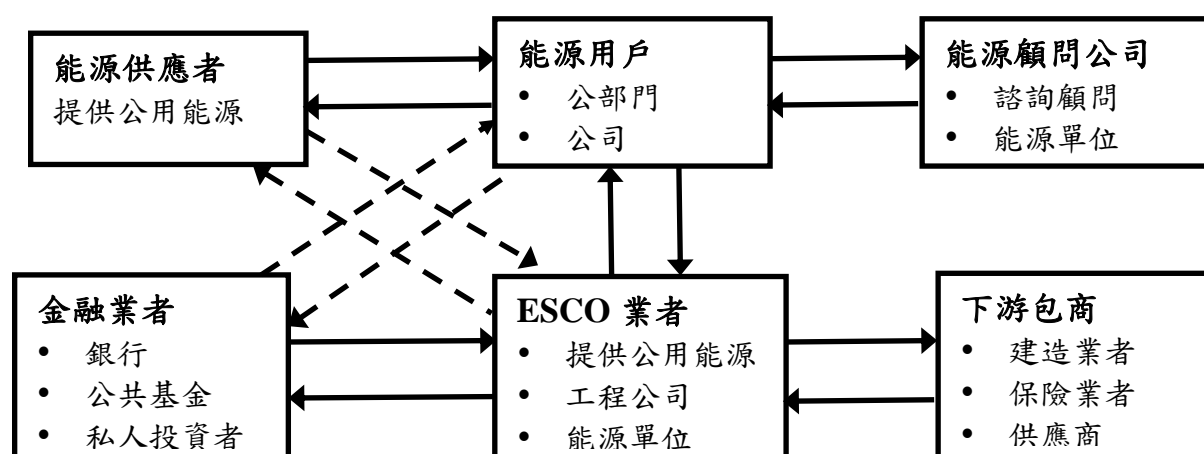 能源供應者
提供公用能源
能源用戶
• 公部門
• 公司
能源顧問公司
• 諮詢顧問
• 能源單位
金融業者
• 銀行
• 公共基金
• 私人投資者
ESCO 業者
• 提供公用能源
• 工程公司
• 能源單位
下游包商
• 建造業者
• 保險業者
• 供應商